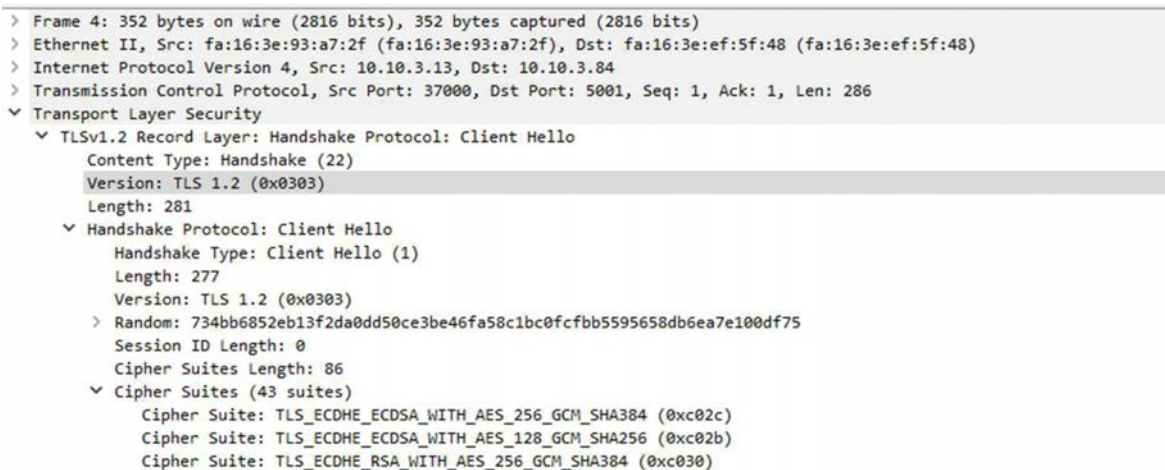 Frame 4: 352 bytes on wire (2816 bits), 352 bytes captured (2816 bits)
Ethernet II, Src: fa:16:3e:93:a7:2f (fa:16:3e:93:a7:2f), Dst: fa:16:3e:ef:5f:48 (fa:16:3e:ef:5f:48)
Internet Protocol Version 4, Src: 10.10.3.13, Dst: 10.10.3.84
Transmission Control Protocol, Src Port: 37000, Dst Port: 5001, Seq: 1, Ack: 1, Len: 286
Transport Layer Security
TLSv1.2 Record Layer: Handshake Protocol: Client Hello
Content Type: Handshake (22)
Version: TLS 1.2 (0x0303)
Length: 281
Handshake Protocol: Client Hello
Handshake Type: Client Hello (1)
Length: 277
Version: TLS 1.2 (0x0303)
Random: 734bb6852eb13f2da0dd50ce3be46fa58c1bc0fcfbb5595658db6ea7e100df75
Session ID Length: 0
Cipher Suites Length: 86
Cipher Suites (43 suites)
Cipher Suite: TLS_ECDHE_ECDSA_WITH_AES_256_GCM_SHA384 (0xc02c)
Cipher Suite: TLS_ECDHE_ECDSA_WITH_AES_128_GCM_SHA256 (0xc02b)
Cipher Suite: TLS_ECDHE_RSA_WITH_AES_256_GCM_SHA384 (0xc030)